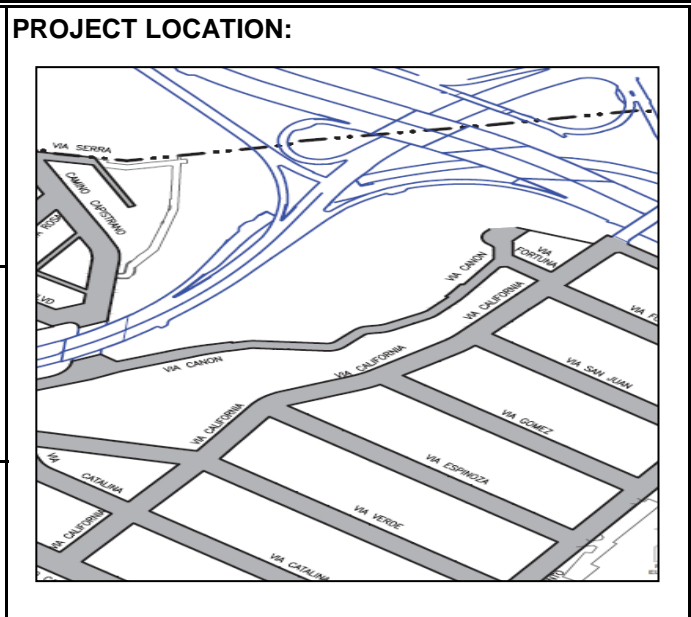 PROJECT LOCATION:
VIA SERRA
CAMINO CAPISTRANO
ROSA
LVD
VIA CANON
VIA FORTUNA
VIA CALIFORNIA
VIA
VIA SAN JUAN
VIA CANON
VIA CALIFORNIA
VIA GOMEZ
VIA CALIFORNIA
VIA ESPINOZA
VIA CATALINA
VIA VERDE
VIA CALIFORNIA
VIA CATALINA